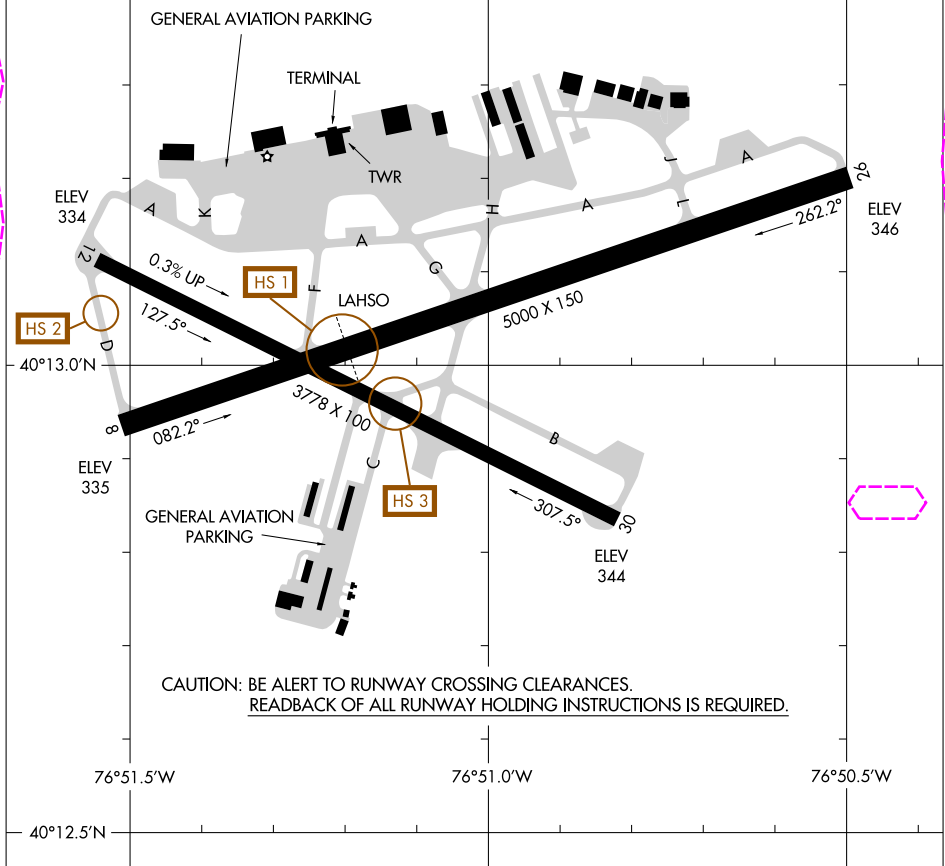 GENERAL AVIATION PARKING
TERMINAL
TWR
A
J
26
ELEV
334
A
K
H
A
L
262.2°
ELEV
346
12
0.3% UP
A
G
HS 1
F
LAHSO
5000 X 150
127.5°
HS 2
D
40°13.0'N
3778 X 100
8
082.2°
B
ELEV
335
C
HS 3
307.5°
30
GENERAL AVIATION
PARKING
ELEV
344
CAUTION: BE ALERT TO RUNWAY CROSSING CLEARANCES.
READBACK OF ALL RUNWAY HOLDING INSTRUCTIONS IS REQUIRED.
76°51.5'W
76°51.0'W
76°50.5'W
40°12.5'N